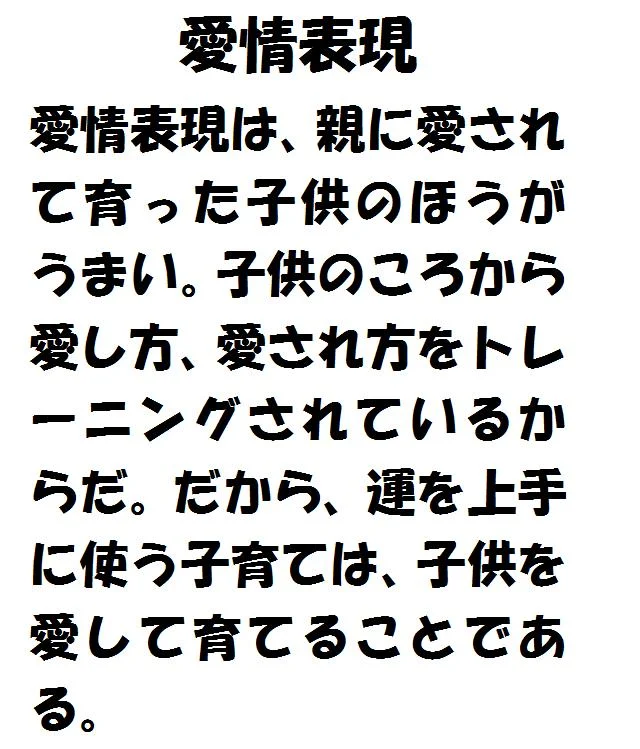 愛情表現
愛情表現は、親に愛され
て育った子供のほうが
うまい。子供のころから
愛し方、愛され方をトレ
ーニングされているか
らだ。だから、運を上手
に使う子育ては、子供を
愛して育てることであ
る。